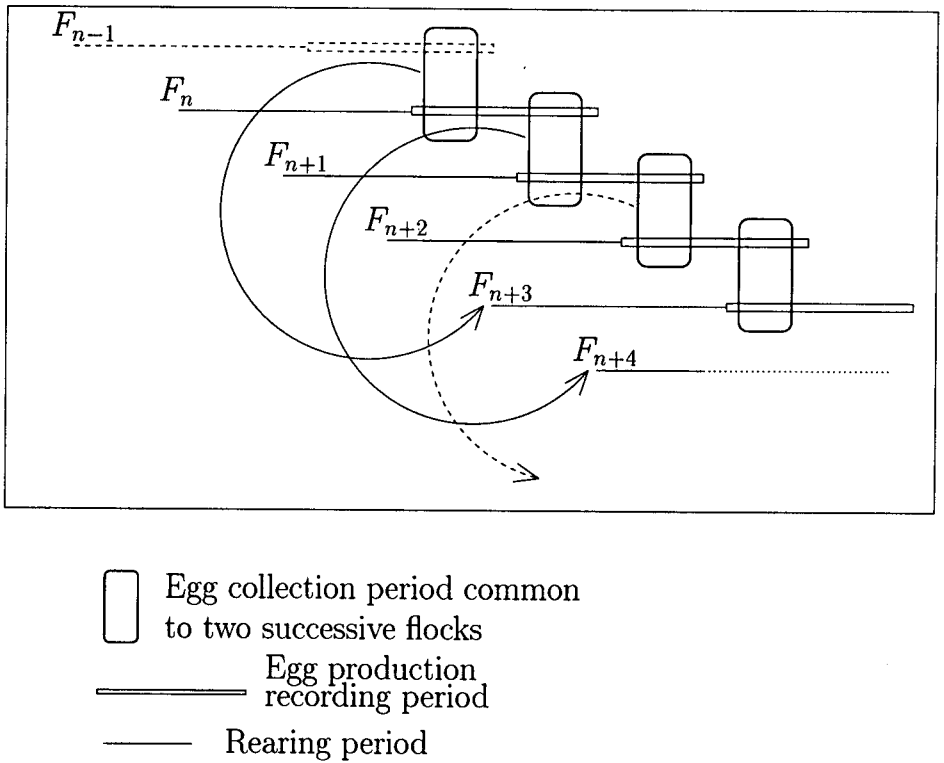 F_{n-1}
F_n
F_{n+1}
F_{n+2}
F_{n+3}
F_{n+4}
Egg collection period common
to two successive flocks
Egg production
recording period
Rearing period